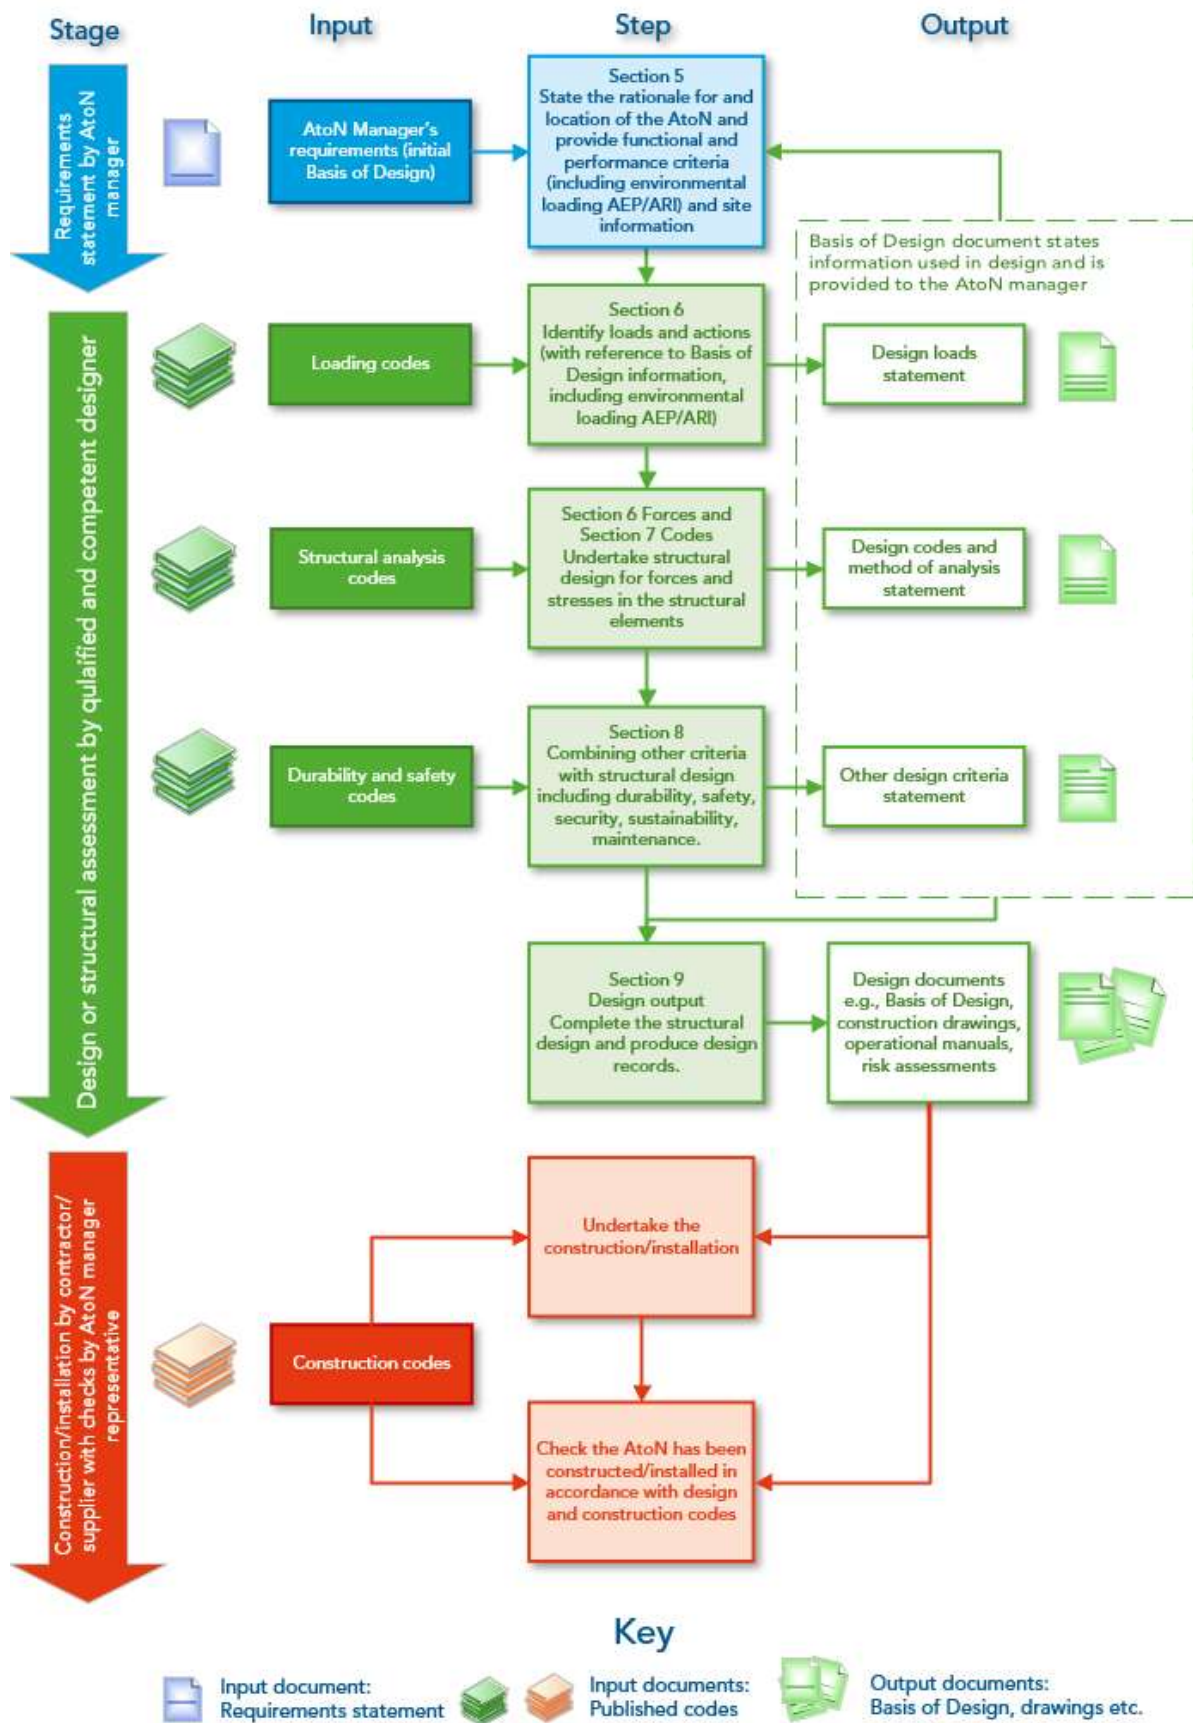 Stage
Input
Step
Output
Requirements
statement by AtoN
manager
AtoN Manager's
requirements (initial
Basis of Design)
Section 5
State the rationale for and
location of the AtoN and
provide functional and
performance criteria
(including environmental
loading AEP/ARI) and site
information
Basis of Design document states
information used in design and is
provided to the AtoN manager
Design or structural assessment by qulaified and competent designer
Loading codes
Section 6
Identify loads and actions
(with reference to Basis of
Design information,
including environmental
loading AEP/ARI)
Design loads
statement
Structural analysis
codes
Section 6 Forces and
Section 7 Codes
Undertake structural
design for forces and
stresses in the structural
elements
Design codes and
method of analysis
statement
Durability and safety
codes
Section 8
Combining other criteria
with structural design
including durability, safety,
security, sustainability,
maintenance.
Other design criteria
statement
Section 9
Design output
Complete the structural
design and produce design
records.
Design documents
e.g., Basis of Design,
construction drawings,
operational manuals,
risk assessments
Construction/installation by contractor/
supplier with checks by AtoN manager
representative
Undertake the
construction/installation
Construction codes
Check the AtoN has been
constructed/installed in
accordance with design
and construction codes
Key
Input document:
Requirements statement
Input documents:
Published codes
Output documents:
Basis of Design, drawings etc.